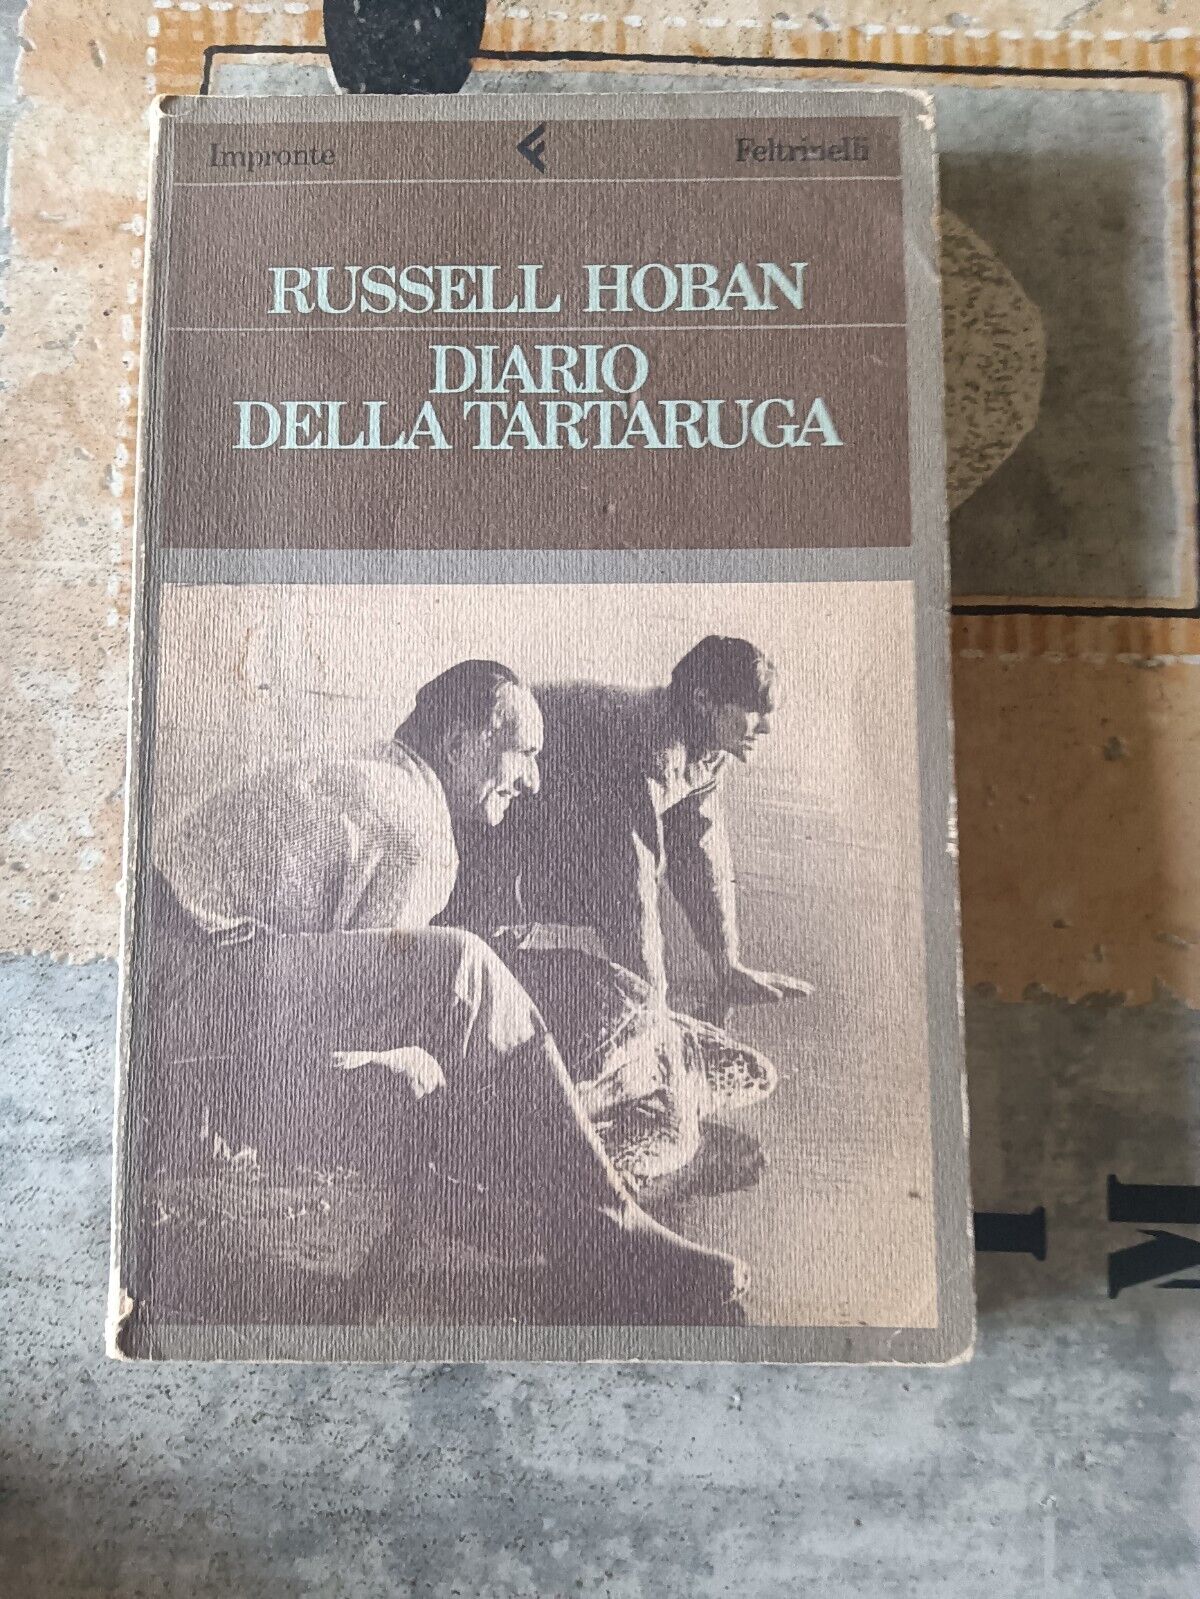 Impronte Feltrinelli
RUSSELL HOBAN
DIARIO
DELLA TARTARUGA
I
M